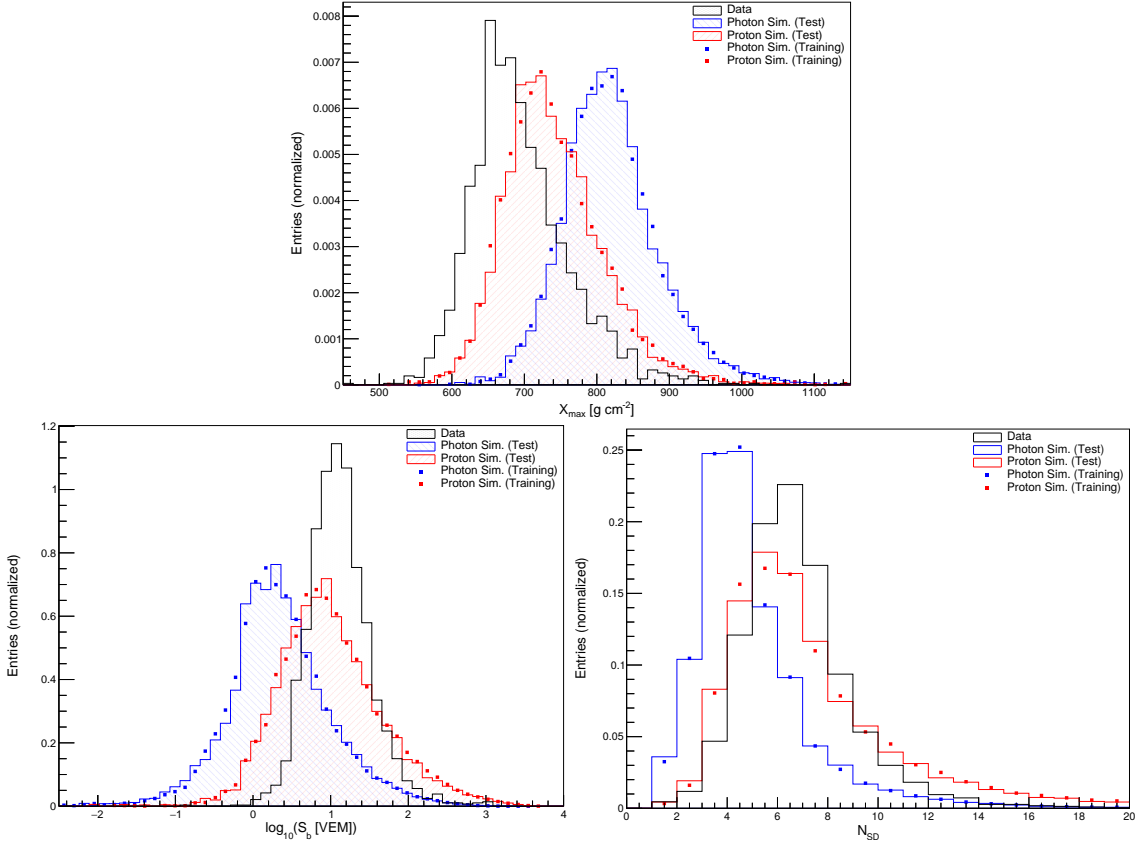 Entries (normalized)
0.008
0.007
0.006
0.005
0.004
0.003
0.002
0.001
0
Data
Photon Sim. (Test)
Proton Sim. (Test)
Photon Sim. (Training)
Proton Sim. (Training)
500 600 700 800 900 1000 1100
X_max [g cm⁻²]
Entries (normalized)
1.2
1
0.8
0.6
0.4
0.2
0
Data
Photon Sim. (Test)
Proton Sim. (Test)
Photon Sim. (Training)
Proton Sim. (Training)
−2 −1 0 1 2 3 4
log₁₀(S_b [VEM])
Entries (normalized)
0.25
0.2
0.15
0.1
0.05
0
Data
Photon Sim. (Test)
Proton Sim. (Test)
Photon Sim. (Training)
Proton Sim. (Training)
0 2 4 6 8 10 12 14 16 18 20
N_SD